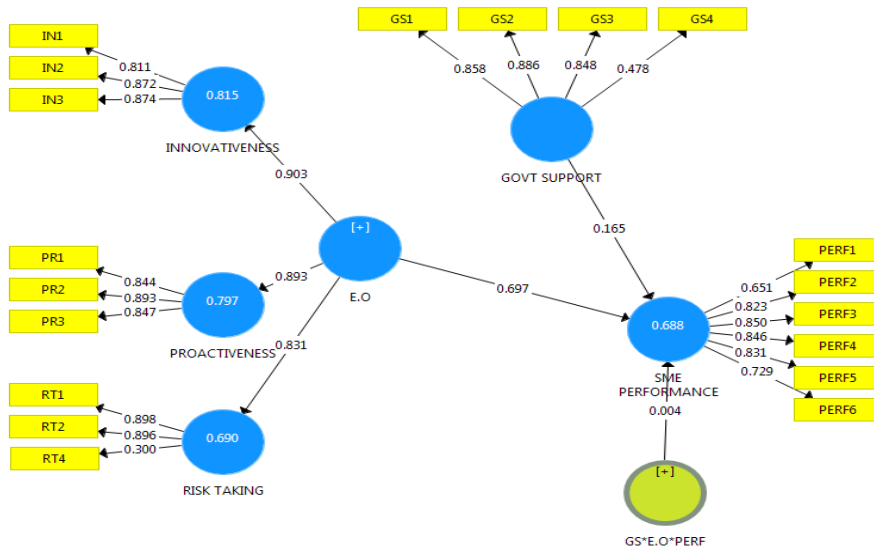 GS1 GS2 GS3 GS4
IN1
IN2
IN3
0.811
0.872
0.874
0.815
INNOVATIVENESS
0.858
0.886
0.848
0.478
GOVT SUPPORT
0.903
0.165
[+]
E.O
PR1
PR2
PR3
0.844
0.893
0.847
0.797
PROACTIVENESS
0.893
0.697
0.831
PERF1
PERF2
PERF3
PERF4
PERF5
PERF6
0.651
0.823
0.850
0.846
0.831
0.729
0.688
SME
PERFORMANCE
0.004
RT1
RT2
RT4
0.898
0.896
0.300
0.690
RISK TAKING
[+]
GS*E.O*PERF